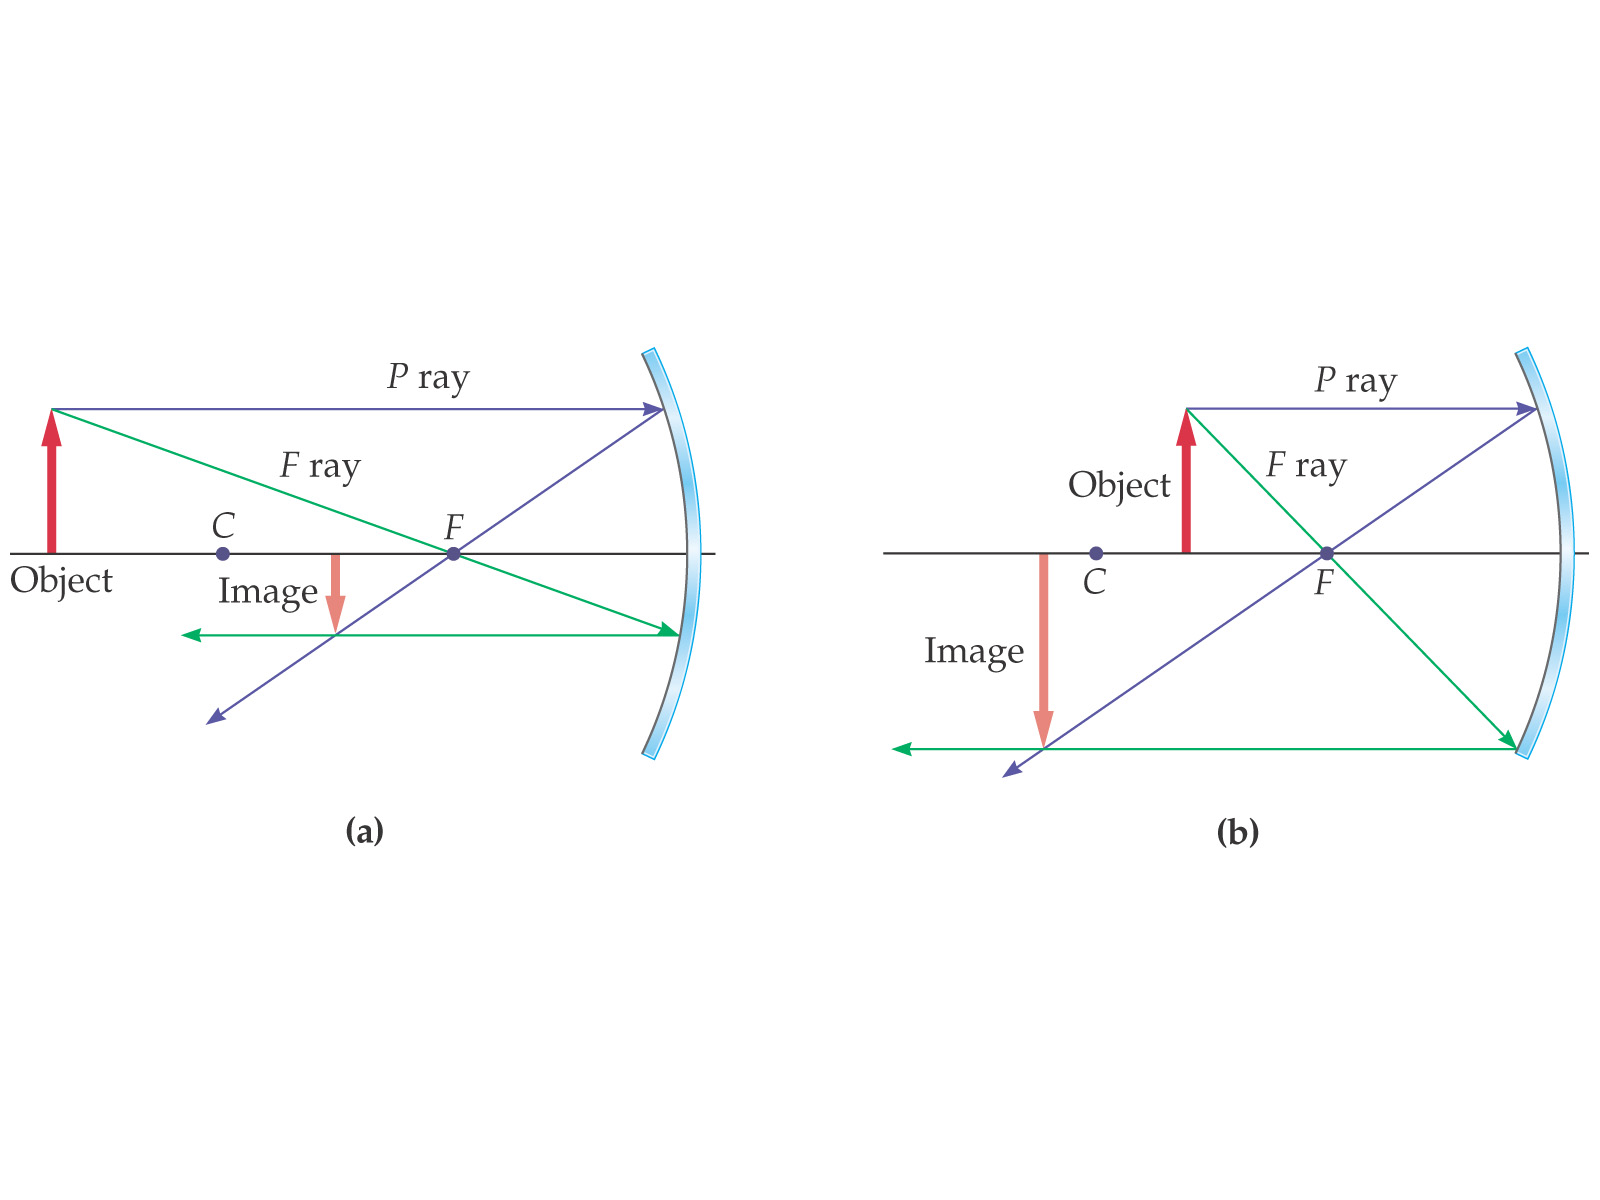 P ray
F ray
C
F
Object
Image
(a)
P ray
F ray
Object
C
F
Image
(b)